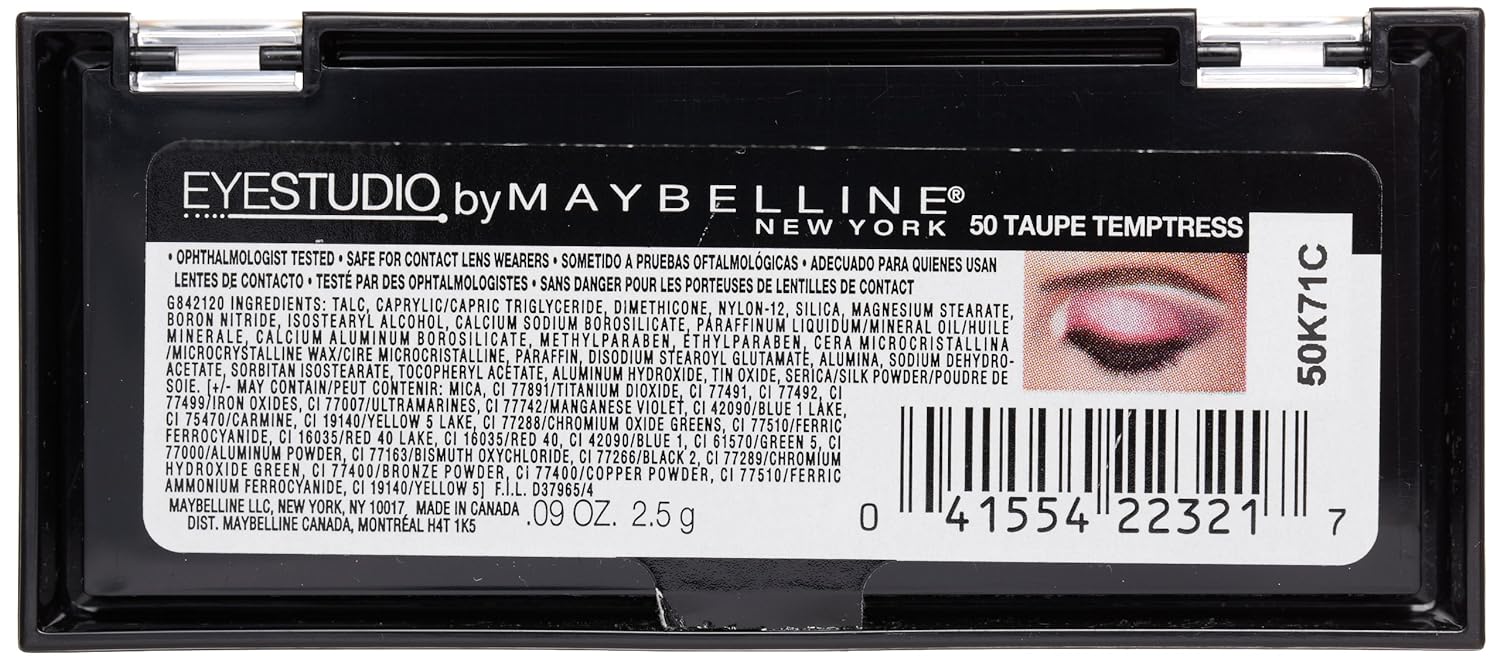 EYESTUDIO by MAYBELLINE®
NEW YORK 50 TAUPE TEMPTRESS
50K71C
• OPHTHALMOLOGIST TESTED • SAFE FOR CONTACT LENS WEARERS • SOMETIDO A PRUEBAS OFTALMOLÓGICAS • ADECUADO PARA QUIENES USAN
LENTES DE CONTACTO • TESTÉ PAR DES OPHTALMOLOGISTES • SANS DANGER POUR LES PORTEUSES DE LENTILLES DE CONTACT
G842120 INGREDIENTS: TALC, CAPRYLIC/CAPRIC TRIGLYCERIDE, DIMETHICONE, NYLON-12, SILICA, MAGNESIUM STEARATE,
BORON NITRIDE, ISOSTEARYL ALCOHOL, CALCIUM SODIUM BOROSILICATE, PARAFFINUM LIQUIDUM/MINERAL OIL/HUILE
MINERALE, CALCIUM ALUMINUM BOROSILICATE, METHYLPARABEN, ETHYLPARABEN, CERA MICROCRISTALLINA
/MICROCRYSTALLINE WAX/CIRE MICROCRISTALLINE, PARAFFIN, DISODIUM STEAROYL GLUTAMATE, ALUMINA, SODIUM DEHYDRO-
ACETATE, SORBITAN ISOSTEARATE, TOCOPHERYL ACETATE, ALUMINUM HYDROXIDE, TIN OXIDE, SERICA/SILK POWDER/POUDRE DE
SOIE. [+/- MAY CONTAIN/PEUT CONTENIR: MICA, CI 77891/TITANIUM DIOXIDE, CI 77491, CI 77492, CI
77499/IRON OXIDES, CI 77007/ULTRAMARINES, CI 77742/MANGANESE VIOLET, CI 42090/BLUE 1 LAKE,
CI 75470/CARMINE, CI 19140/YELLOW 5 LAKE, CI 77288/CHROMIUM OXIDE GREENS, CI 77510/FERRIC
FERROCYANIDE, CI 16035/RED 40 LAKE, CI 16035/RED 40, CI 42090/BLUE 1, CI 61570/GREEN 5, CI
77000/ALUMINUM POWDER, CI 77163/BISMUTH OXYCHLORIDE, CI 77266/BLACK 2, CI 77289/CHROMIUM
HYDROXIDE GREEN, CI 77400/BRONZE POWDER, CI 77400/COPPER POWDER, CI 77510/FERRIC
AMMONIUM FERROCYANIDE, CI 19140/YELLOW 5] F.I.L. D37965/4
MAYBELLINE LLC, NEW YORK, NY 10017, MADE IN CANADA
DIST. MAYBELLINE CANADA, MONTRÉAL H4T 1K5
.09 OZ. 2.5 g
0 41554 22321 7